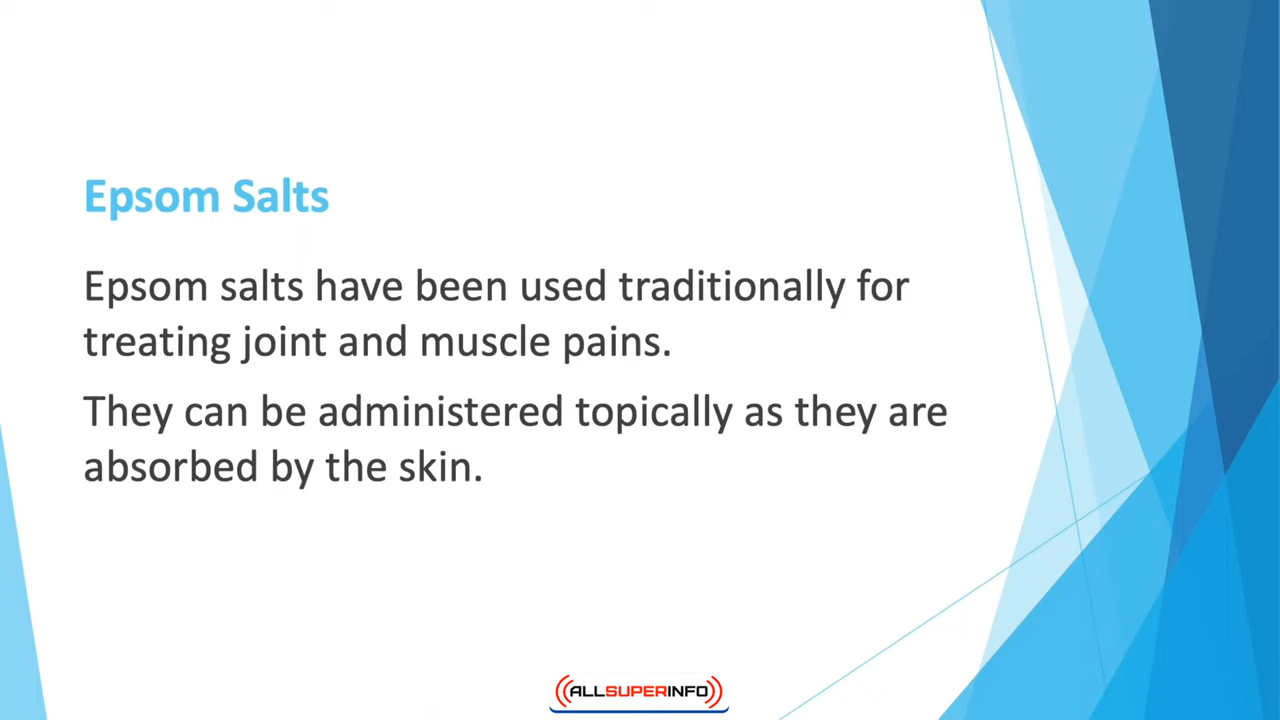 Epsom Salts
Epsom salts have been used traditionally for
treating joint and muscle pains.
They can be administered topically as they are
absorbed by the skin.
ALLSUPERINFO